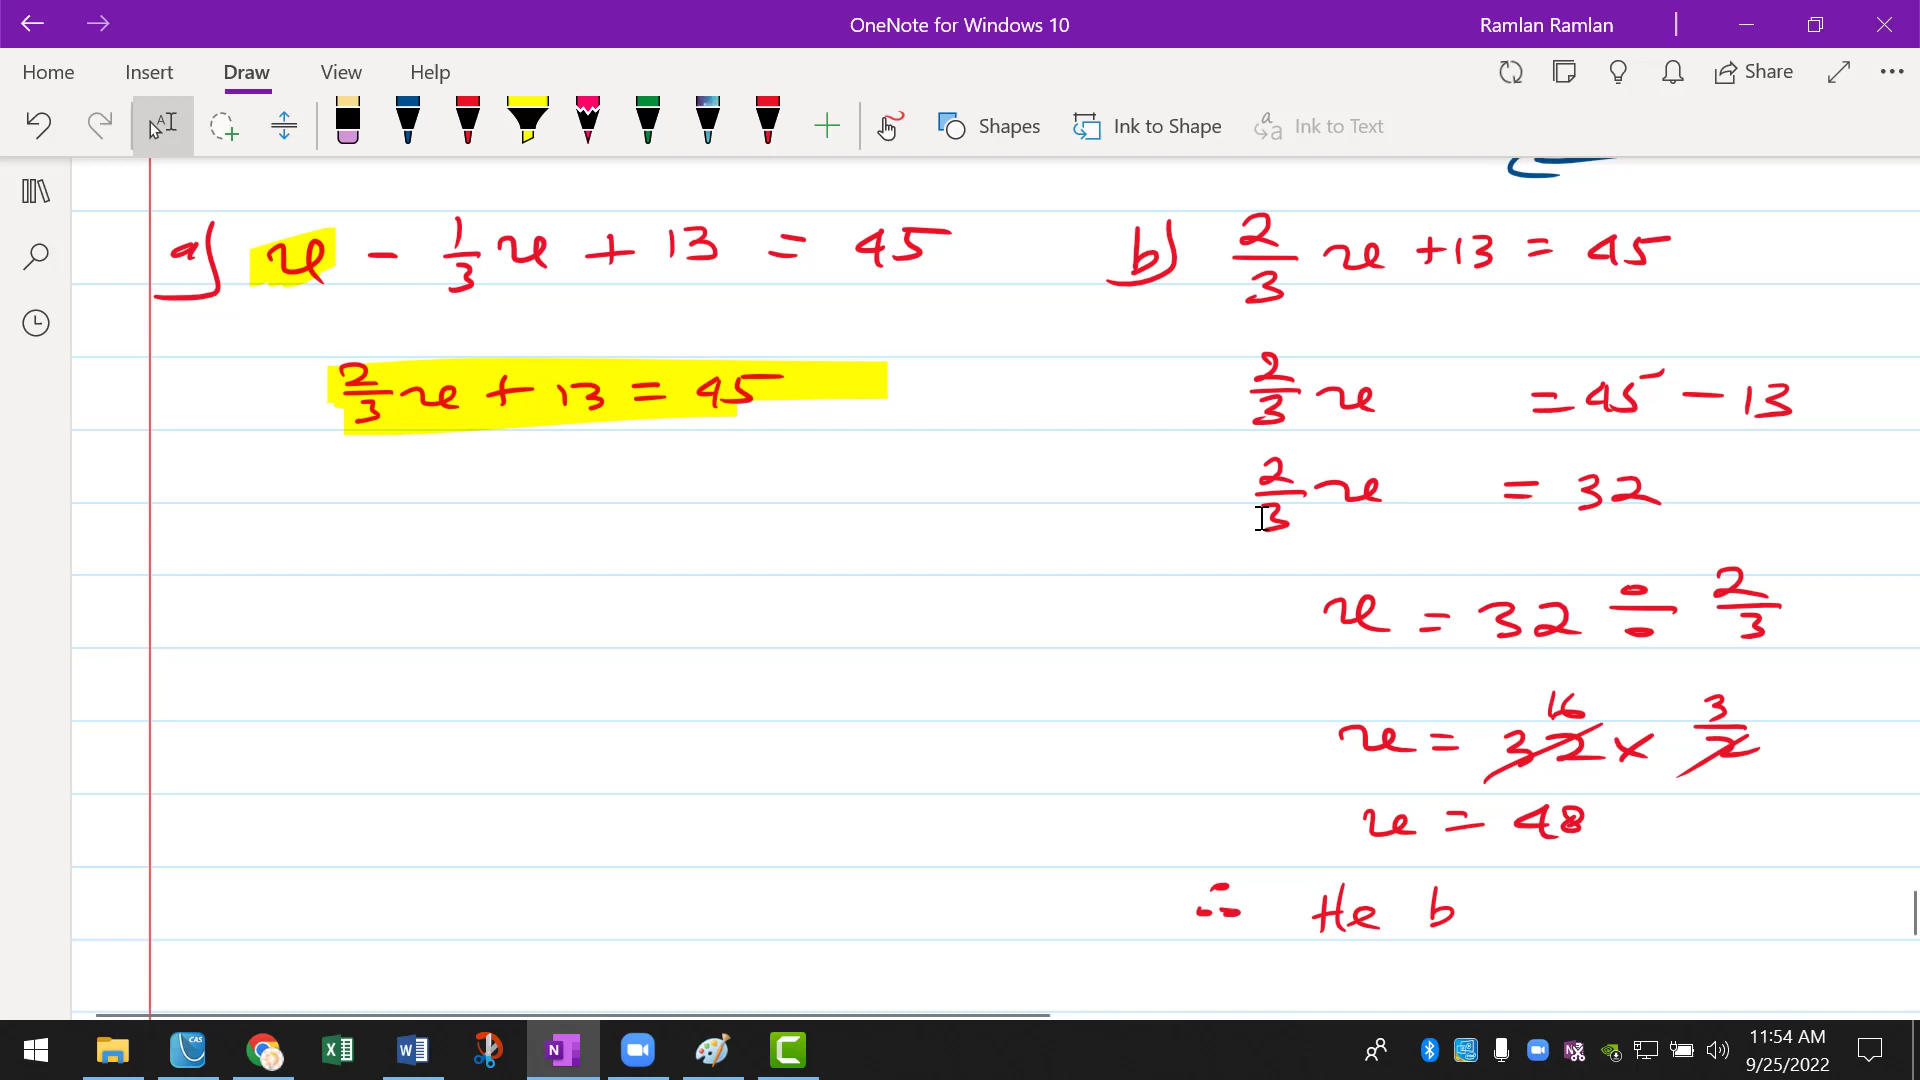 OneNote for Windows 10
Ramlan Ramlan
Home Insert Draw View Help
Share
Shapes Ink to Shape Ink to Text
a) x - 1/3 x + 13 = 45
2/3 x + 13 = 45
b) 2/3 x + 13 = 45
2/3 x = 45 - 13
2/3 x = 32
x = 32 ÷ 2/3
16
x = 32 × 3/2
x = 48
∴ He b
11:54 AM
9/25/2022